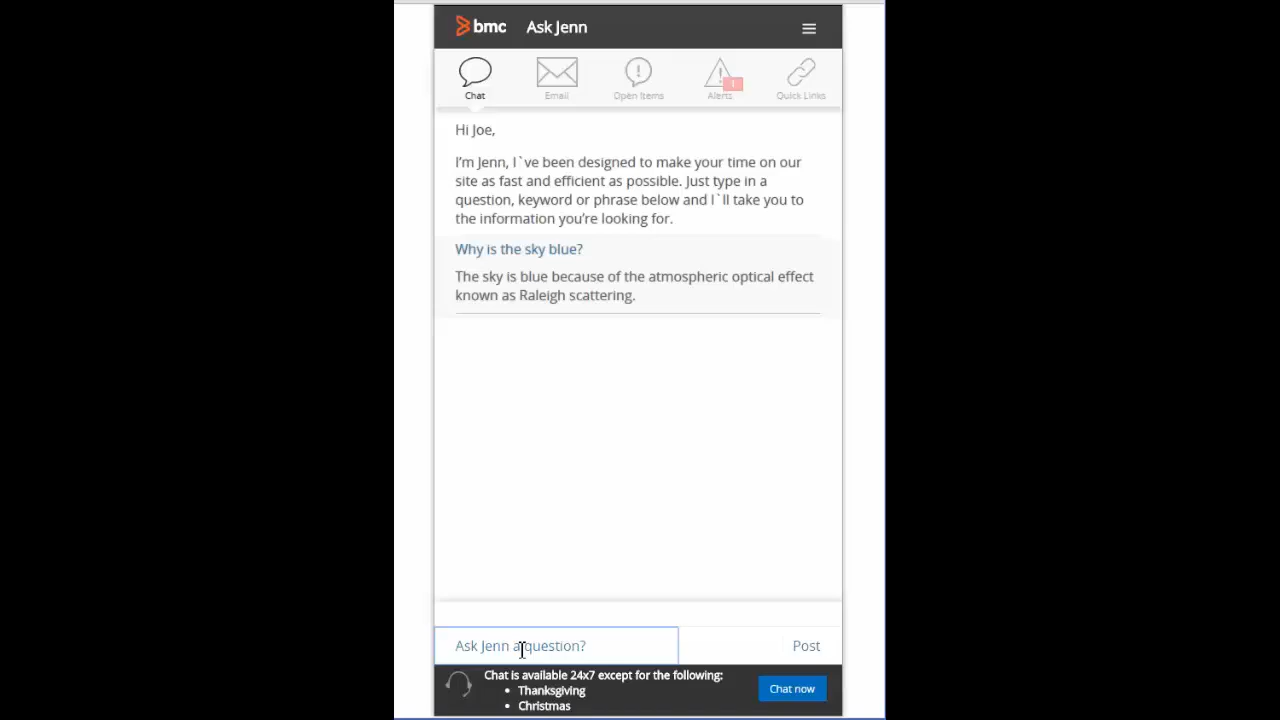 bmc Ask Jenn
Chat Email Open Items Alerts 1 Quick Links
Hi Joe,
I’m Jenn, I`ve been designed to make your time on our
site as fast and efficient as possible. Just type in a
question, keyword or phrase below and I`ll take you to
the information you’re looking for.
Why is the sky blue?
The sky is blue because of the atmospheric optical effect
known as Raleigh scattering.
Ask Jenn a question? Post
Chat is available 24x7 except for the following:
• Thanksgiving
• Christmas
Chat now